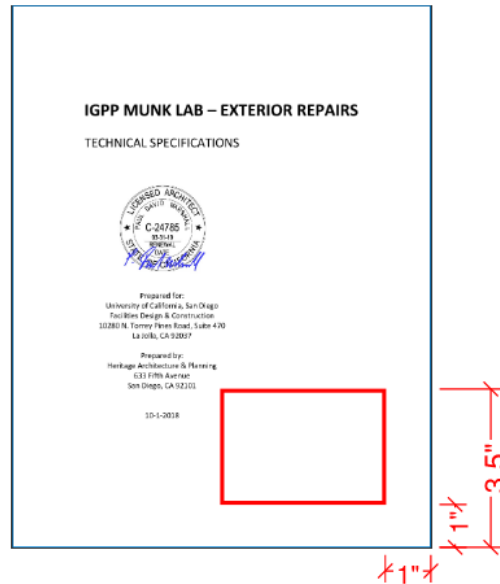 IGPP MUNK LAB – EXTERIOR REPAIRS
TECHNICAL SPECIFICATIONS
LICENSED ARCHITECT
PAUL DAVID
C-24785
RENEWAL
DATE
STATE OF CALIFORNIA
Prepared for:
University of California, San Diego
Facilities Design & Construction
10280 N. Torrey Pines Road, Suite 470
La Jolla, CA 92037
Prepared by:
Heritage Architecture & Planning
633 Fifth Avenue
San Diego, CA 92101
10-1-2018
3.5"
1"
1"